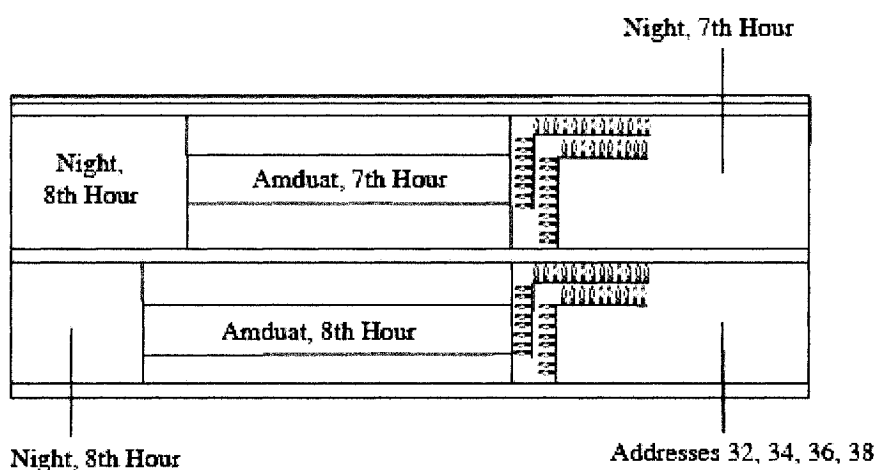 Night, 7th Hour
Night,
8th Hour
Amduat, 7th Hour
Amduat, 8th Hour
Night, 8th Hour
Addresses 32, 34, 36, 38